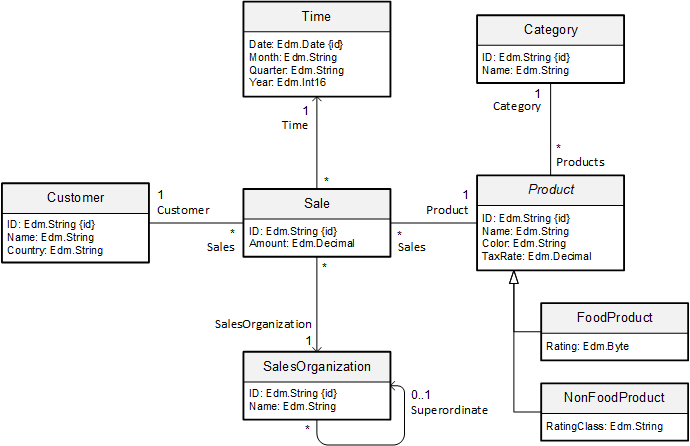 Time
Date: Edm.Date {id}
Month: Edm.String
Quarter: Edm.String
Year: Edm.Int16
Category
ID: Edm.String {id}
Name: Edm.String
1
Time
*
1
Category
*
Products
Customer
ID: Edm.String {id}
Name: Edm.String
Country: Edm.String
1
Customer
*
Sales
Sale
ID: Edm.String {id}
Amount: Edm.Decimal
1
Product
*
Sales
Product
ID: Edm.String {id}
Name: Edm.String
Color: Edm.String
TaxRate: Edm.Decimal
*
SalesOrganization
1
SalesOrganization
ID: Edm.String {id}
Name: Edm.String
*
0..1
Superordinate
FoodProduct
Rating: Edm.Byte
NonFoodProduct
RatingClass: Edm.String